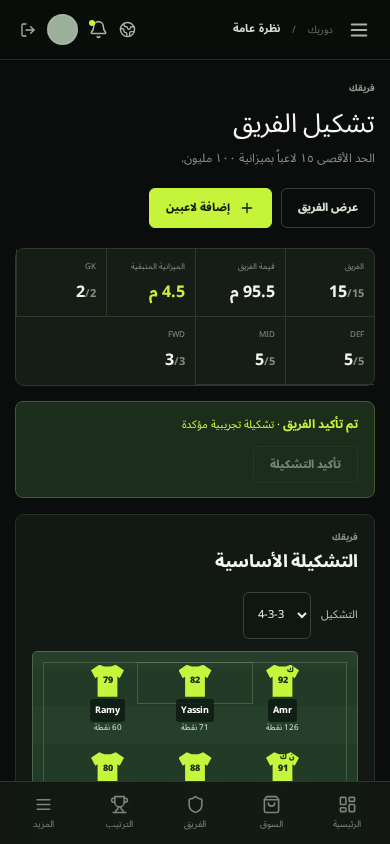 دوريك / نظرة عامة
فريقك
تشكيل الفريق
الحد الأقصى ١٥ لاعباً بميزانية ١٠٠ مليون.
عرض الفريق
إضافة لاعبين +
الفريق
15/15
قيمة الفريق
95.5 م
الميزانية المتبقية
4.5 م
GK
2/2
DEF
5/5
MID
5/5
FWD
3/3
تم تأكيد الفريق · تشكيلة تجريبية مؤكدة
تأكيد التشكيلة
فريقك
التشكيلة الأساسية
التشكيل
4-3-3
ك
92
Amr
126 نقطة
82
Yassin
71 نقطة
79
Ramy
60 نقطة
ن ك
91
88
80
الرئيسية
السوق
الفريق
الترتيب
المزيد